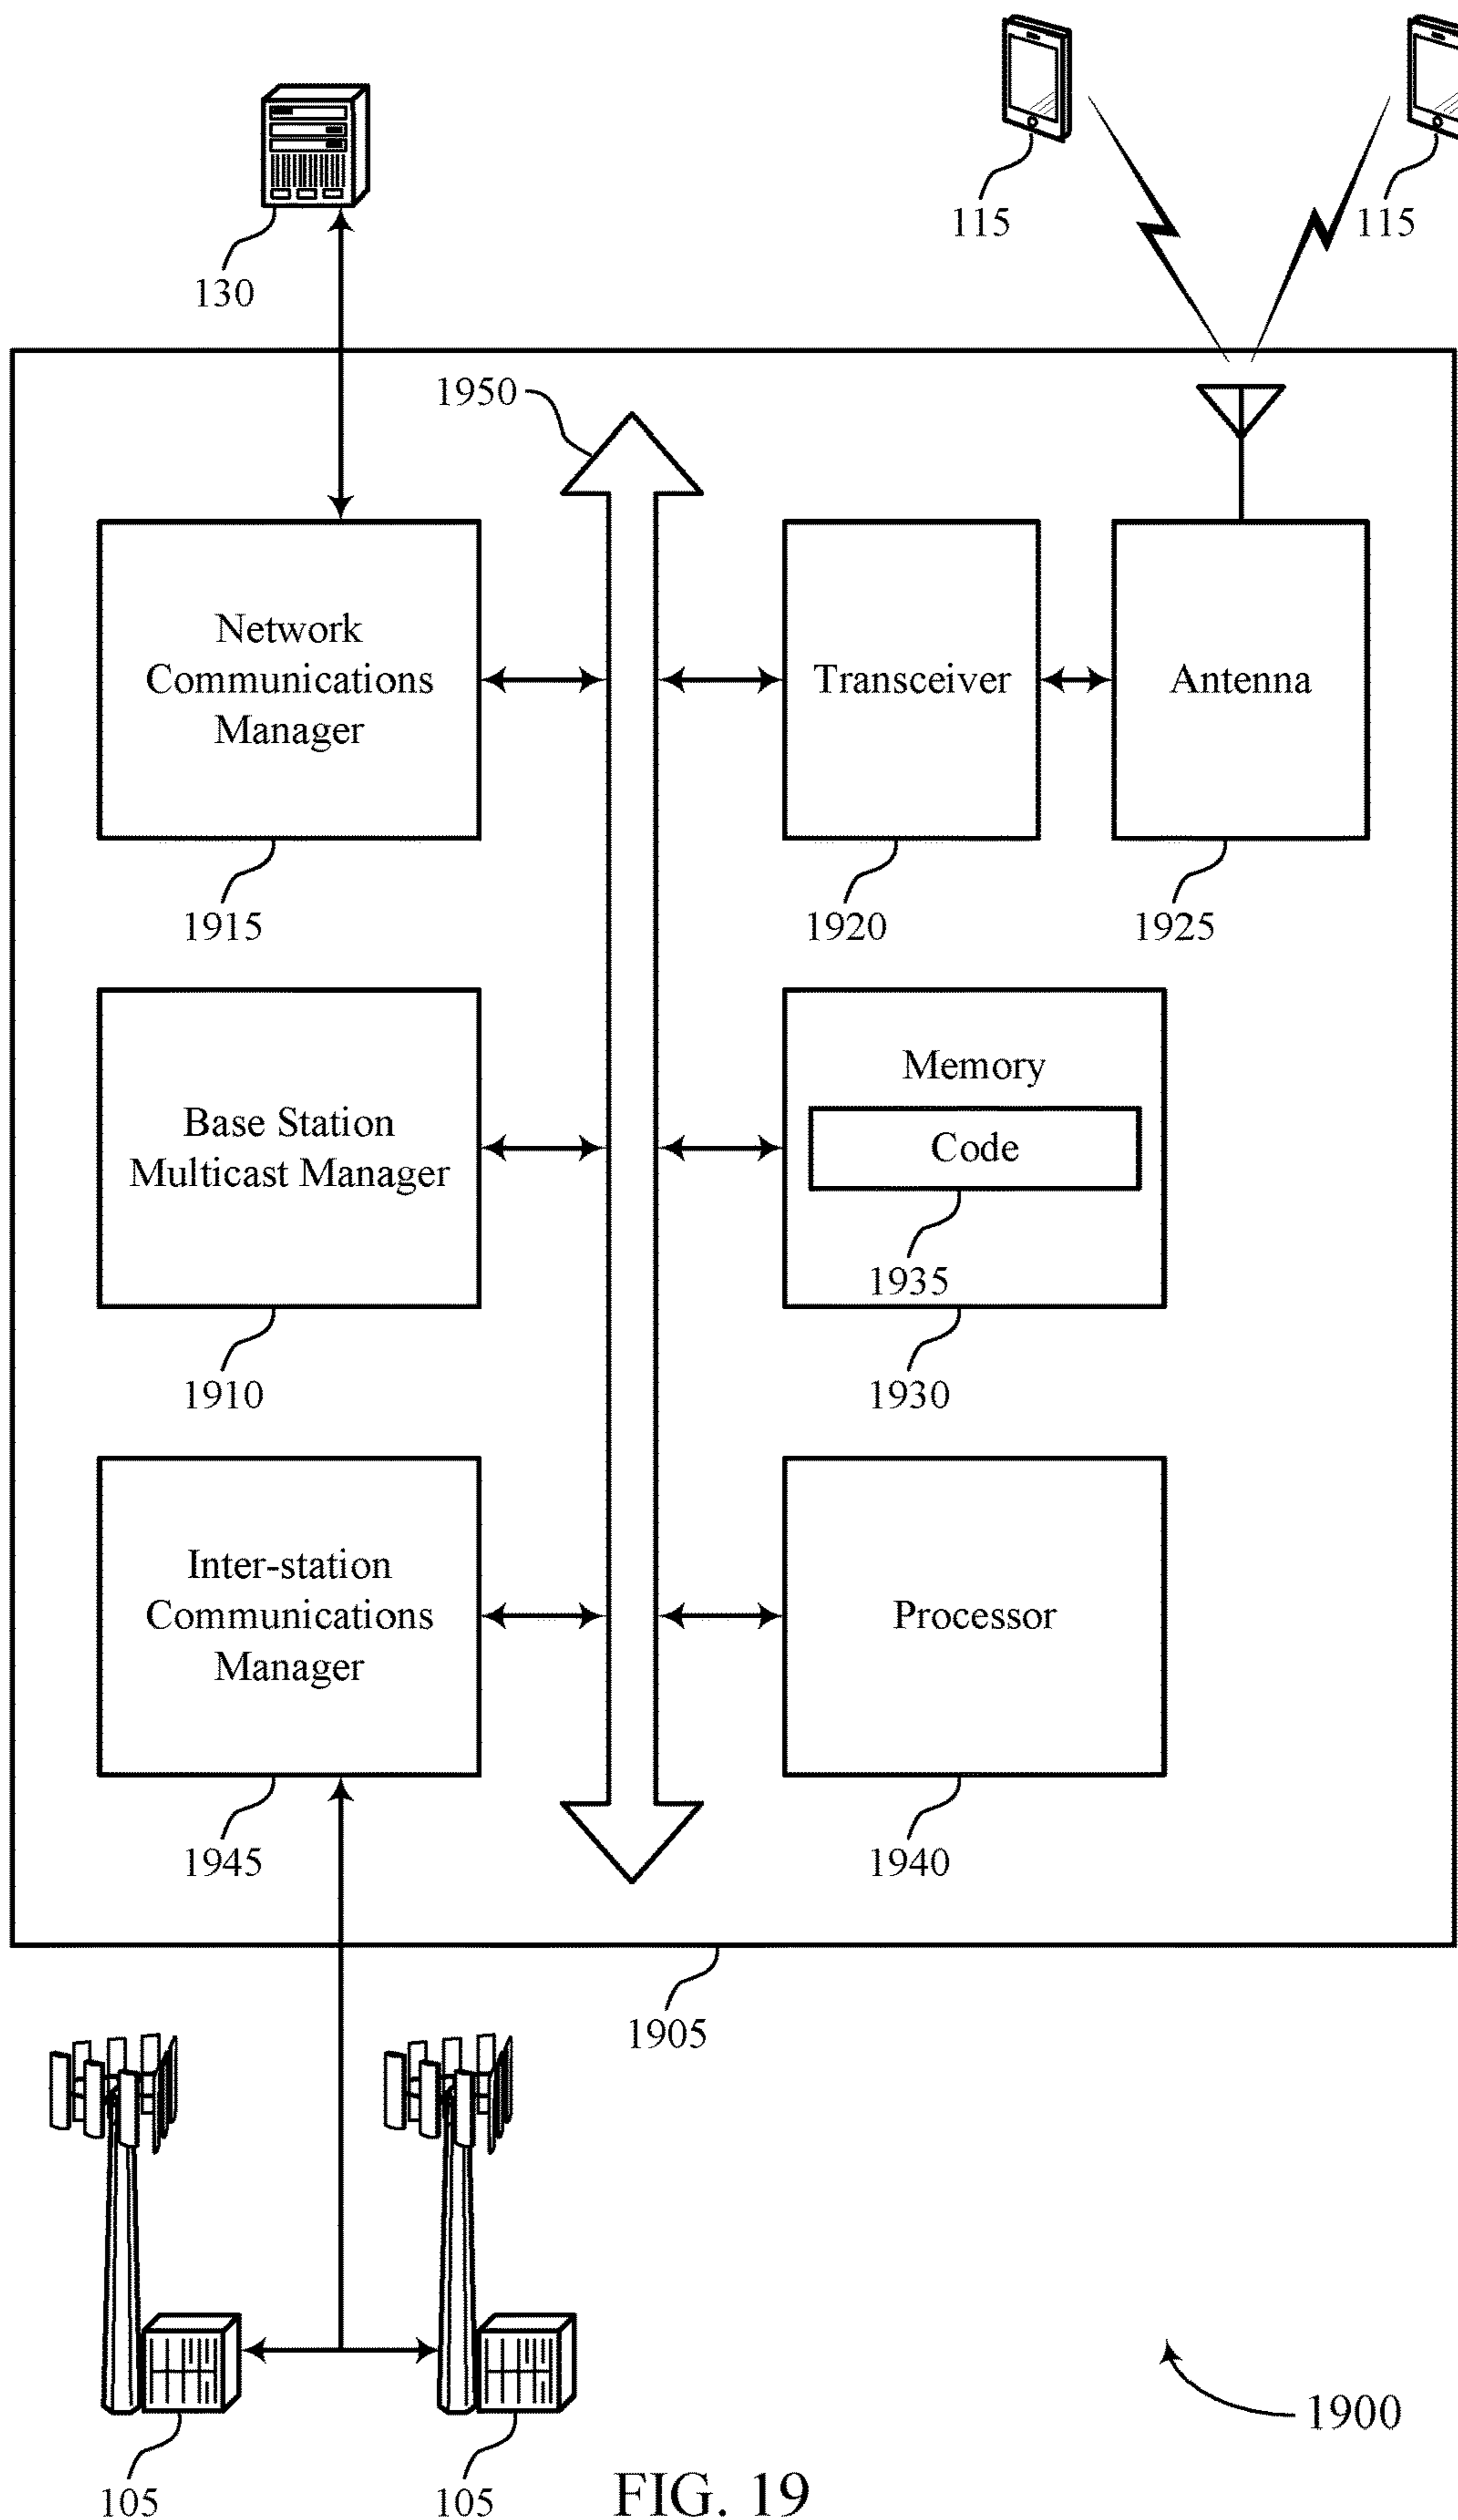 115
115
130
1950
Network
Communications
Manager
Transceiver
Antenna
1915
1920
1925
Base Station
Multicast Manager
Memory
Code
1935
1910
1930
Inter-station
Communications
Manager
Processor
1945
1940
1905
1900
105
105
FIG. 19